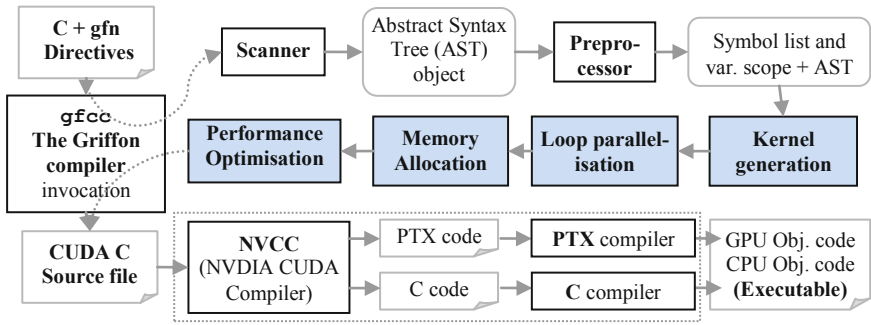 C + gfn
Directives
Scanner
Abstract Syntax
Tree (AST)
object
Prepro-
cessor
Symbol list and
var. scope + AST
gfcc
The Griffon
compiler
invocation
Performance
Optimisation
Memory
Allocation
Loop parallel-
isation
Kernel
generation
CUDA C
Source file
NVCC
(NVDIA CUDA
Compiler)
PTX code
PTX compiler
C code
C compiler
GPU Obj. code
CPU Obj. code
(Executable)